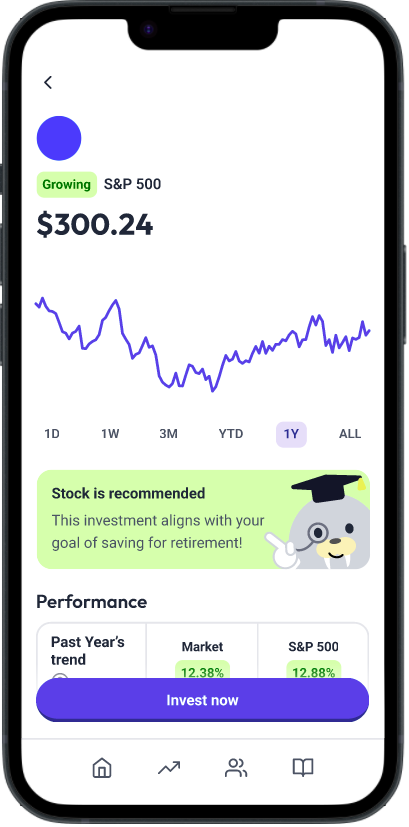 Growing S&P 500
$300.24
1D 1W 3M YTD 1Y ALL
Stock is recommended
This investment aligns with your
goal of saving for retirement!
Performance
Past Year's
trend
Market S&P 500
12.38% 12.88%
Invest now